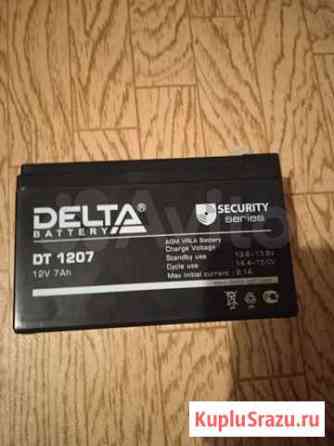 DELTA®
BATTERY
SECURITY
series
DT 1207
12V 7Ah
AGM VRLA Battery
Charge Voltage
Standby use : 13.6-13.8V
Cycle use : 14.4-15.0V
Max initial current : 2.1A
Avito
KupluSrazu.ru